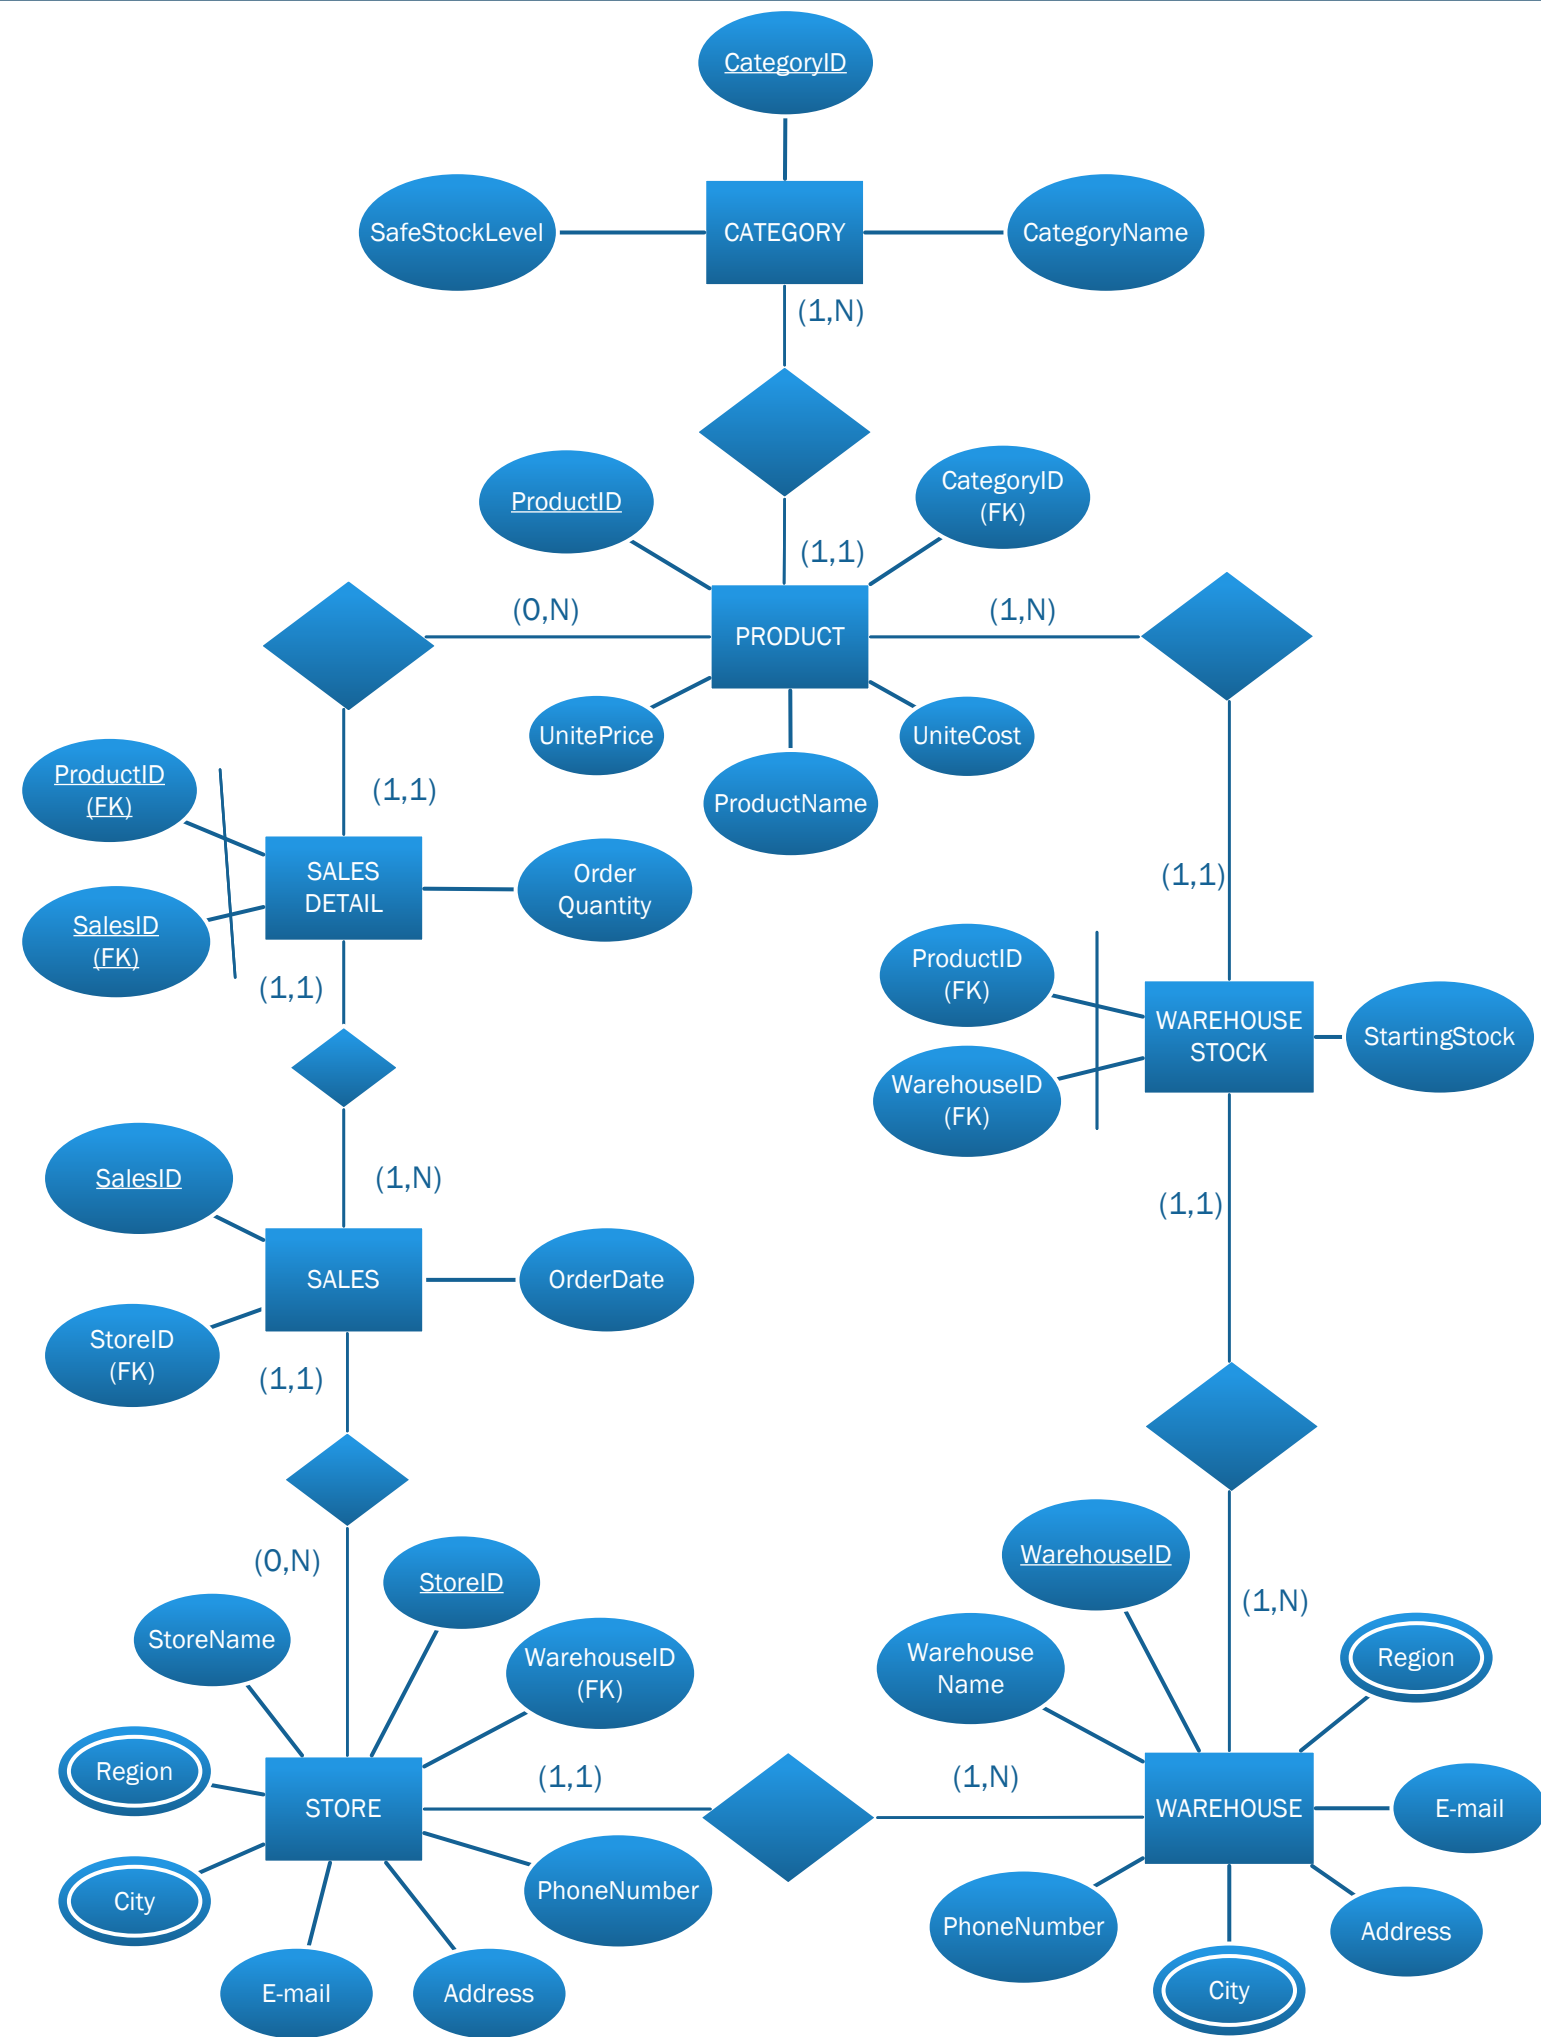 CategoryID
SafeStockLevel
CATEGORY
CategoryName
(1,N)
ProductID
CategoryID
(FK)
(1,1)
(0,N)
(1,N)
PRODUCT
UnitePrice
UniteCost
ProductName
ProductID
(FK)
(1,1)
SALES
DETAIL
Order
Quantity
SalesID
(FK)
(1,1)
(1,1)
ProductID
(FK)
WAREHOUSE
STOCK
StartingStock
WarehouseID
(FK)
SalesID
(1,N)
(1,1)
SALES
OrderDate
StoreID
(FK)
(1,1)
(0,N)
StoreID
WarehouseID
(1,N)
StoreName
WarehouseID
(FK)
Warehouse
Name
Region
Region
(1,1)
(1,N)
STORE
WAREHOUSE
E-mail
City
PhoneNumber
PhoneNumber
Address
E-mail
Address
City